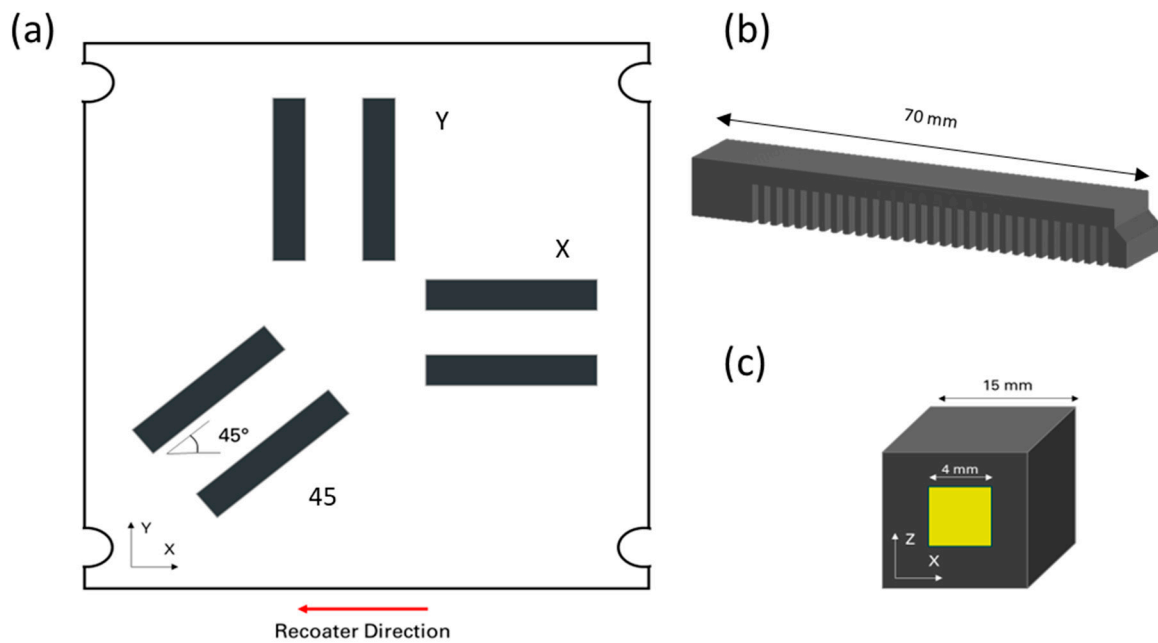 (a)
Y
X
45°
45
Y
X
Recoater Direction
(b)
70 mm
(c)
15 mm
4 mm
Z
X